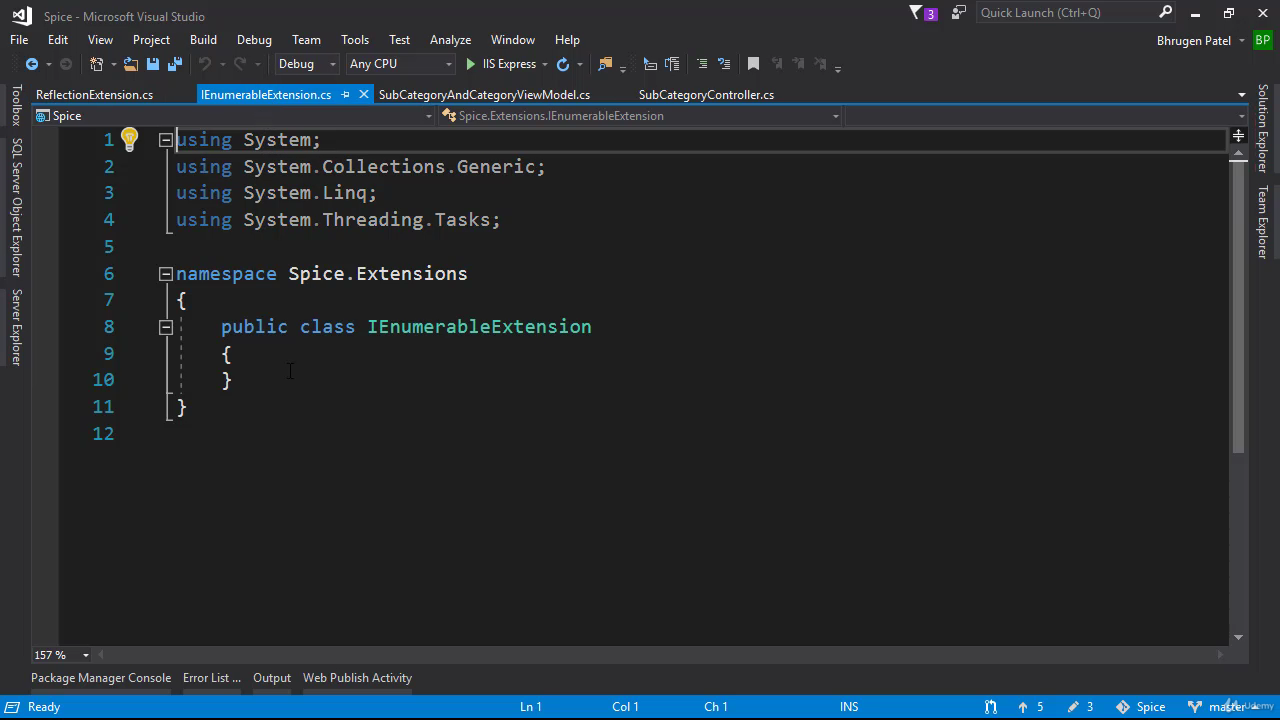 Spice - Microsoft Visual Studio
3
Quick Launch (Ctrl+Q)
File Edit View Project Build Debug Team Tools Test Analyze Window Help
Bhrugen Patel BP
Debug Any CPU IIS Express
ReflectionExtension.cs IEnumerableExtension.cs SubCategoryAndCategoryViewModel.cs SubCategoryController.cs
Spice Spice.Extensions.IEnumerableExtension
Toolbox
SQL Server Object Explorer
Server Explorer
1 using System;
2 using System.Collections.Generic;
3 using System.Linq;
4 using System.Threading.Tasks;
5
6 namespace Spice.Extensions
7 {
8 public class IEnumerableExtension
9 {
10 }
11 }
12
Solution Explorer
Team Explorer
157 %
Package Manager Console Error List ... Output Web Publish Activity
Ready Ln 1 Col 1 Ch 1 INS 5 3 Spice master
Udemy